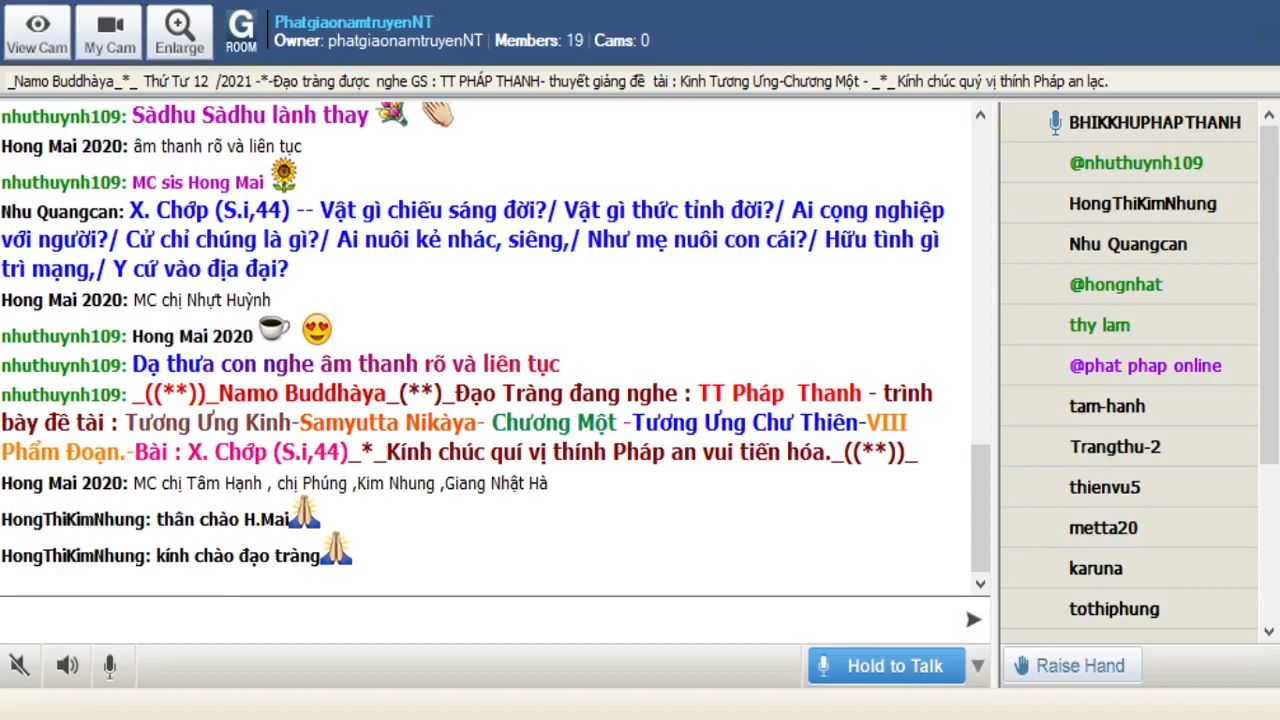 View Cam
My Cam
Enlarge
G
ROOM
PhatgiaonamtruyenNT
Owner: phatgiaonamtruyenNT | Members: 19 | Cams: 0
_Namo Buddhàya_*_ Thứ Tư 12 /2021 -*-Đạo tràng được nghe GS : TT PHÁP THANH- thuyết giảng đề tài : Kinh Tương Ưng-Chương Một - _*_ Kính chúc quý vị thính Pháp an lạc.
nhuthuynh109: Sàdhu Sàdhu lành thay
Hong Mai 2020: âm thanh rõ và liên tục
nhuthuynh109: MC sis Hong Mai
Nhu Quangcan: X. Chớp (S.i,44) -- Vật gì chiếu sáng đời?/ Vật gì thức tỉnh đời?/ Ai cọng nghiệp
với người?/ Cử chỉ chúng là gì?/ Ai nuôi kẻ nhác, siêng,/ Như mẹ nuôi con cái?/ Hữu tình gì
trì mạng,/ Y cứ vào địa đại?
Hong Mai 2020: MC chị Nhựt Huỳnh
nhuthuynh109: Hong Mai 2020
nhuthuynh109: Dạ thưa con nghe âm thanh rõ và liên tục
nhuthuynh109: _((**))_Namo Buddhàya_(**)_Đạo Tràng đang nghe : TT Pháp Thanh - trình
bày đề tài : Tương Ưng Kinh-Samyutta Nikàya- Chương Một -Tương Ưng Chư Thiên-VIII
Phẩm Đoạn.-Bài : X. Chớp (S.i,44)_*_Kính chúc quí vị thính Pháp an vui tiến hóa._((**))_
Hong Mai 2020: MC chị Tâm Hạnh , chị Phúng ,Kim Nhung ,Giang Nhật Hà
HongThiKimNhung: thân chào H.Mai
HongThiKimNhung: kính chào đạo tràng
BHIKKHUPHAPTHANH
@nhuthuynh109
HongThiKimNhung
Nhu Quangcan
@hongnhat
thy lam
@phat phap online
tam-hanh
Trangthu-2
thienvu5
metta20
karuna
tothiphung
Hold to Talk
Raise Hand